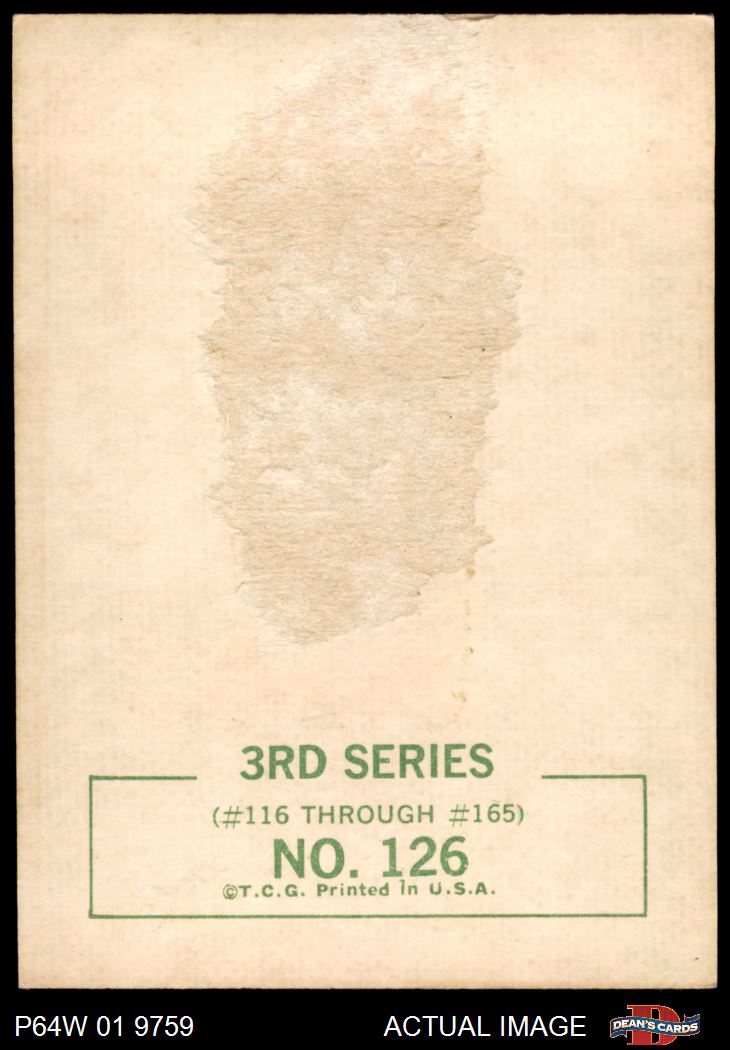 3RD SERIES
(#116 THROUGH #165)
NO. 126
©T.C.G. Printed In U.S.A.
P64W 01 9759
ACTUAL IMAGE
D
DEAN'S CARDS